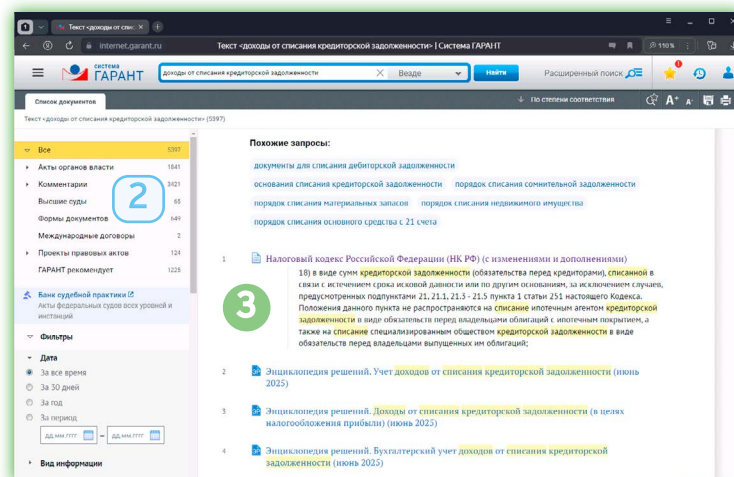 1
Текст «доходы от спис
internet.garant.ru
Текст «доходы от списания кредиторской задолженности» | Система ГАРАНТ
110%
СИСТЕМА
ГАРАНТ
доходы от списания кредиторской задолженности
Везде
Найти
Расширенный поиск
Список документов
По степени соответствия
A+
A-
Текст «доходы от списания кредиторской задолженности» (5397)
Все 5397
Акты органов власти 1041
Комментарии 3421
Высшие суды 65
Формы документов 649
Международные договоры 2
Проекты правовых актов 124
ГАРАНТ рекомендует 1225
2
Банк судебной практики
Акты федеральных судов всех уровней и
инстанций
Фильтры
Дата
За все время
За 30 дней
За год
За период
дд.мм.гггг – дд.мм.гггг
Вид информации
Похожие запросы:
документы для списания дебиторской задолженности
основания списания кредиторской задолженности порядок списания сомнительной задолженности
порядок списания материальных запасов порядок списания недвижимого имущества
порядок списания основного средства с 21 счета
3
1 Налоговый кодекс Российской Федерации (НК РФ) (с изменениями и дополнениями)
18) в виде сумм кредиторской задолженности (обязательства перед кредиторами), списанной в
связи с истечением срока исковой давности или по другим основаниям, за исключением случаев,
предусмотренных подпунктами 21, 21.1, 21.3 - 21.5 пункта 1 статьи 251 настоящего Кодекса.
Положения данного пункта не распространяются на списание ипотечным агентом кредиторской
задолженности в виде обязательств перед владельцами облигаций с ипотечным покрытием, а
также на списание специализированным обществом кредиторской задолженности в виде
обязательств перед владельцами выпущенных им облигаций;
2 Энциклопедия решений. Учет доходов от списания кредиторской задолженности (июнь
2025)
3 Энциклопедия решений. Доходы от списания кредиторской задолженности (в целях
налогообложения прибыли) (июнь 2025)
4 Энциклопедия решений. Бухгалтерский учет доходов от списания кредиторской
задолженности (июнь 2025)